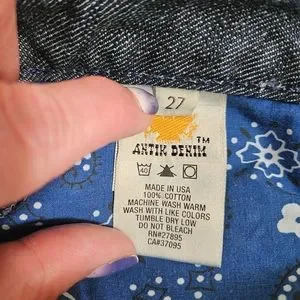 27
TM
ANTIK DENIM
40
MADE IN USA
100% COTTON
MACHINE WASH WARM
WASH WITH LIKE COLORS
TUMBLE DRY LOW
DO NOT BLEACH
RN#27895
CA#37095